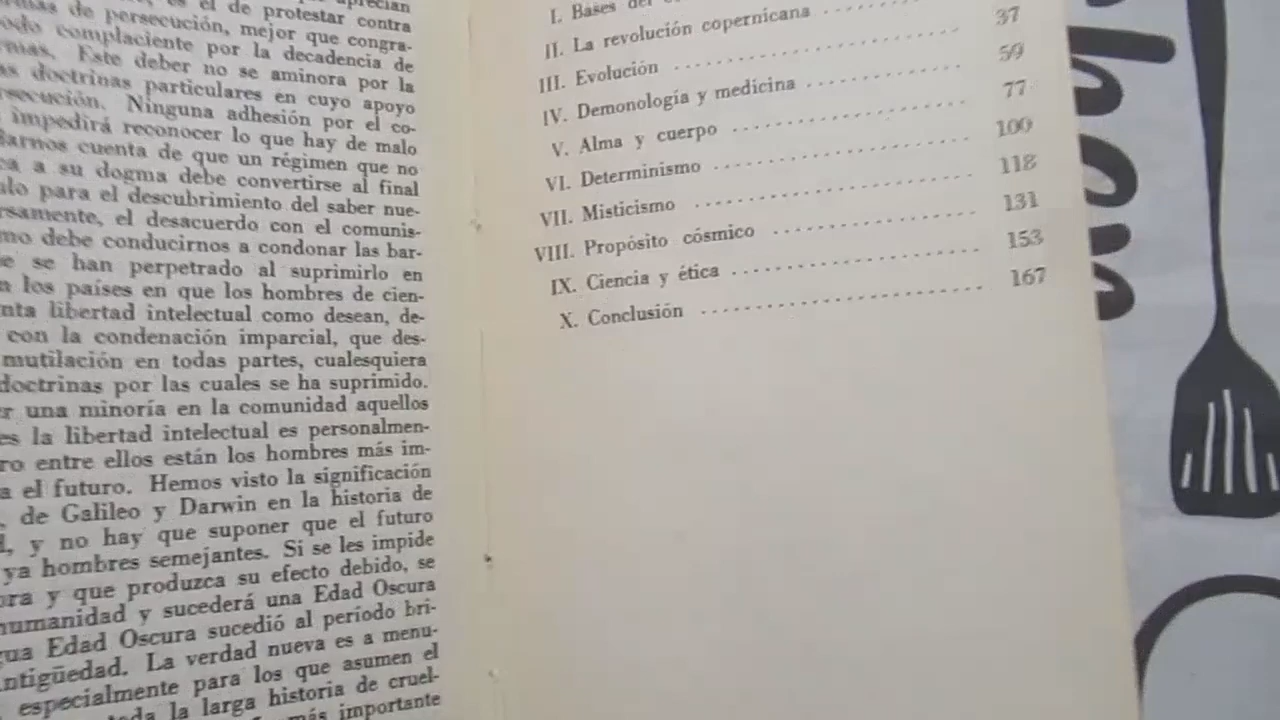 aprecian
es el de protestar contra
de persecución, mejor que congra-
complaciente por la decadencia de
Este deber no se aminora por la
doctrinas particulares en cuyo apoyo
Ninguna adhesión por el co-
impedirá reconocer lo que hay de malo
cuenta de que un régimen que no
a su dogma debe convertirse al final
para el descubrimiento del saber nue-
el desacuerdo con el comunis-
mo debe conducirnos a condonar las bar-
e se han perpetrado al suprimirlo en
n los países en que los hombres de cien-
nta libertad intelectual como desean, de-
con la condenación imparcial, que des-
mutilación en todas partes, cualesquiera
doctrinas por las cuales se ha suprimido.
r una minoría en la comunidad aquellos
es la libertad intelectual es personalmen-
ro entre ellos están los hombres más im-
a el futuro. Hemos visto la significación
de Galileo y Darwin en la historia de
y no hay que suponer que el futuro
ya hombres semejantes. Si se les impide
ora y que produzca su efecto debido, se
humanidad y sucederá una Edad Oscura
gua Edad Oscura sucedió al período bri-
antigüedad. La verdad nueva es a menu-
especialmente para los que asumen el
la larga historia de cruel-
más importante
I. Bases del
II. La revolución copernicana ........
III. Evolución ........................ 37
IV. Demonología y medicina ............ 59
V. Alma y cuerpo ..................... 77
VI. Determinismo ..................... 100
VII. Misticismo ....................... 118
VIII. Propósito cósmico ................ 131
IX. Ciencia y ética .................. 153
X. Conclusión ....................... 167